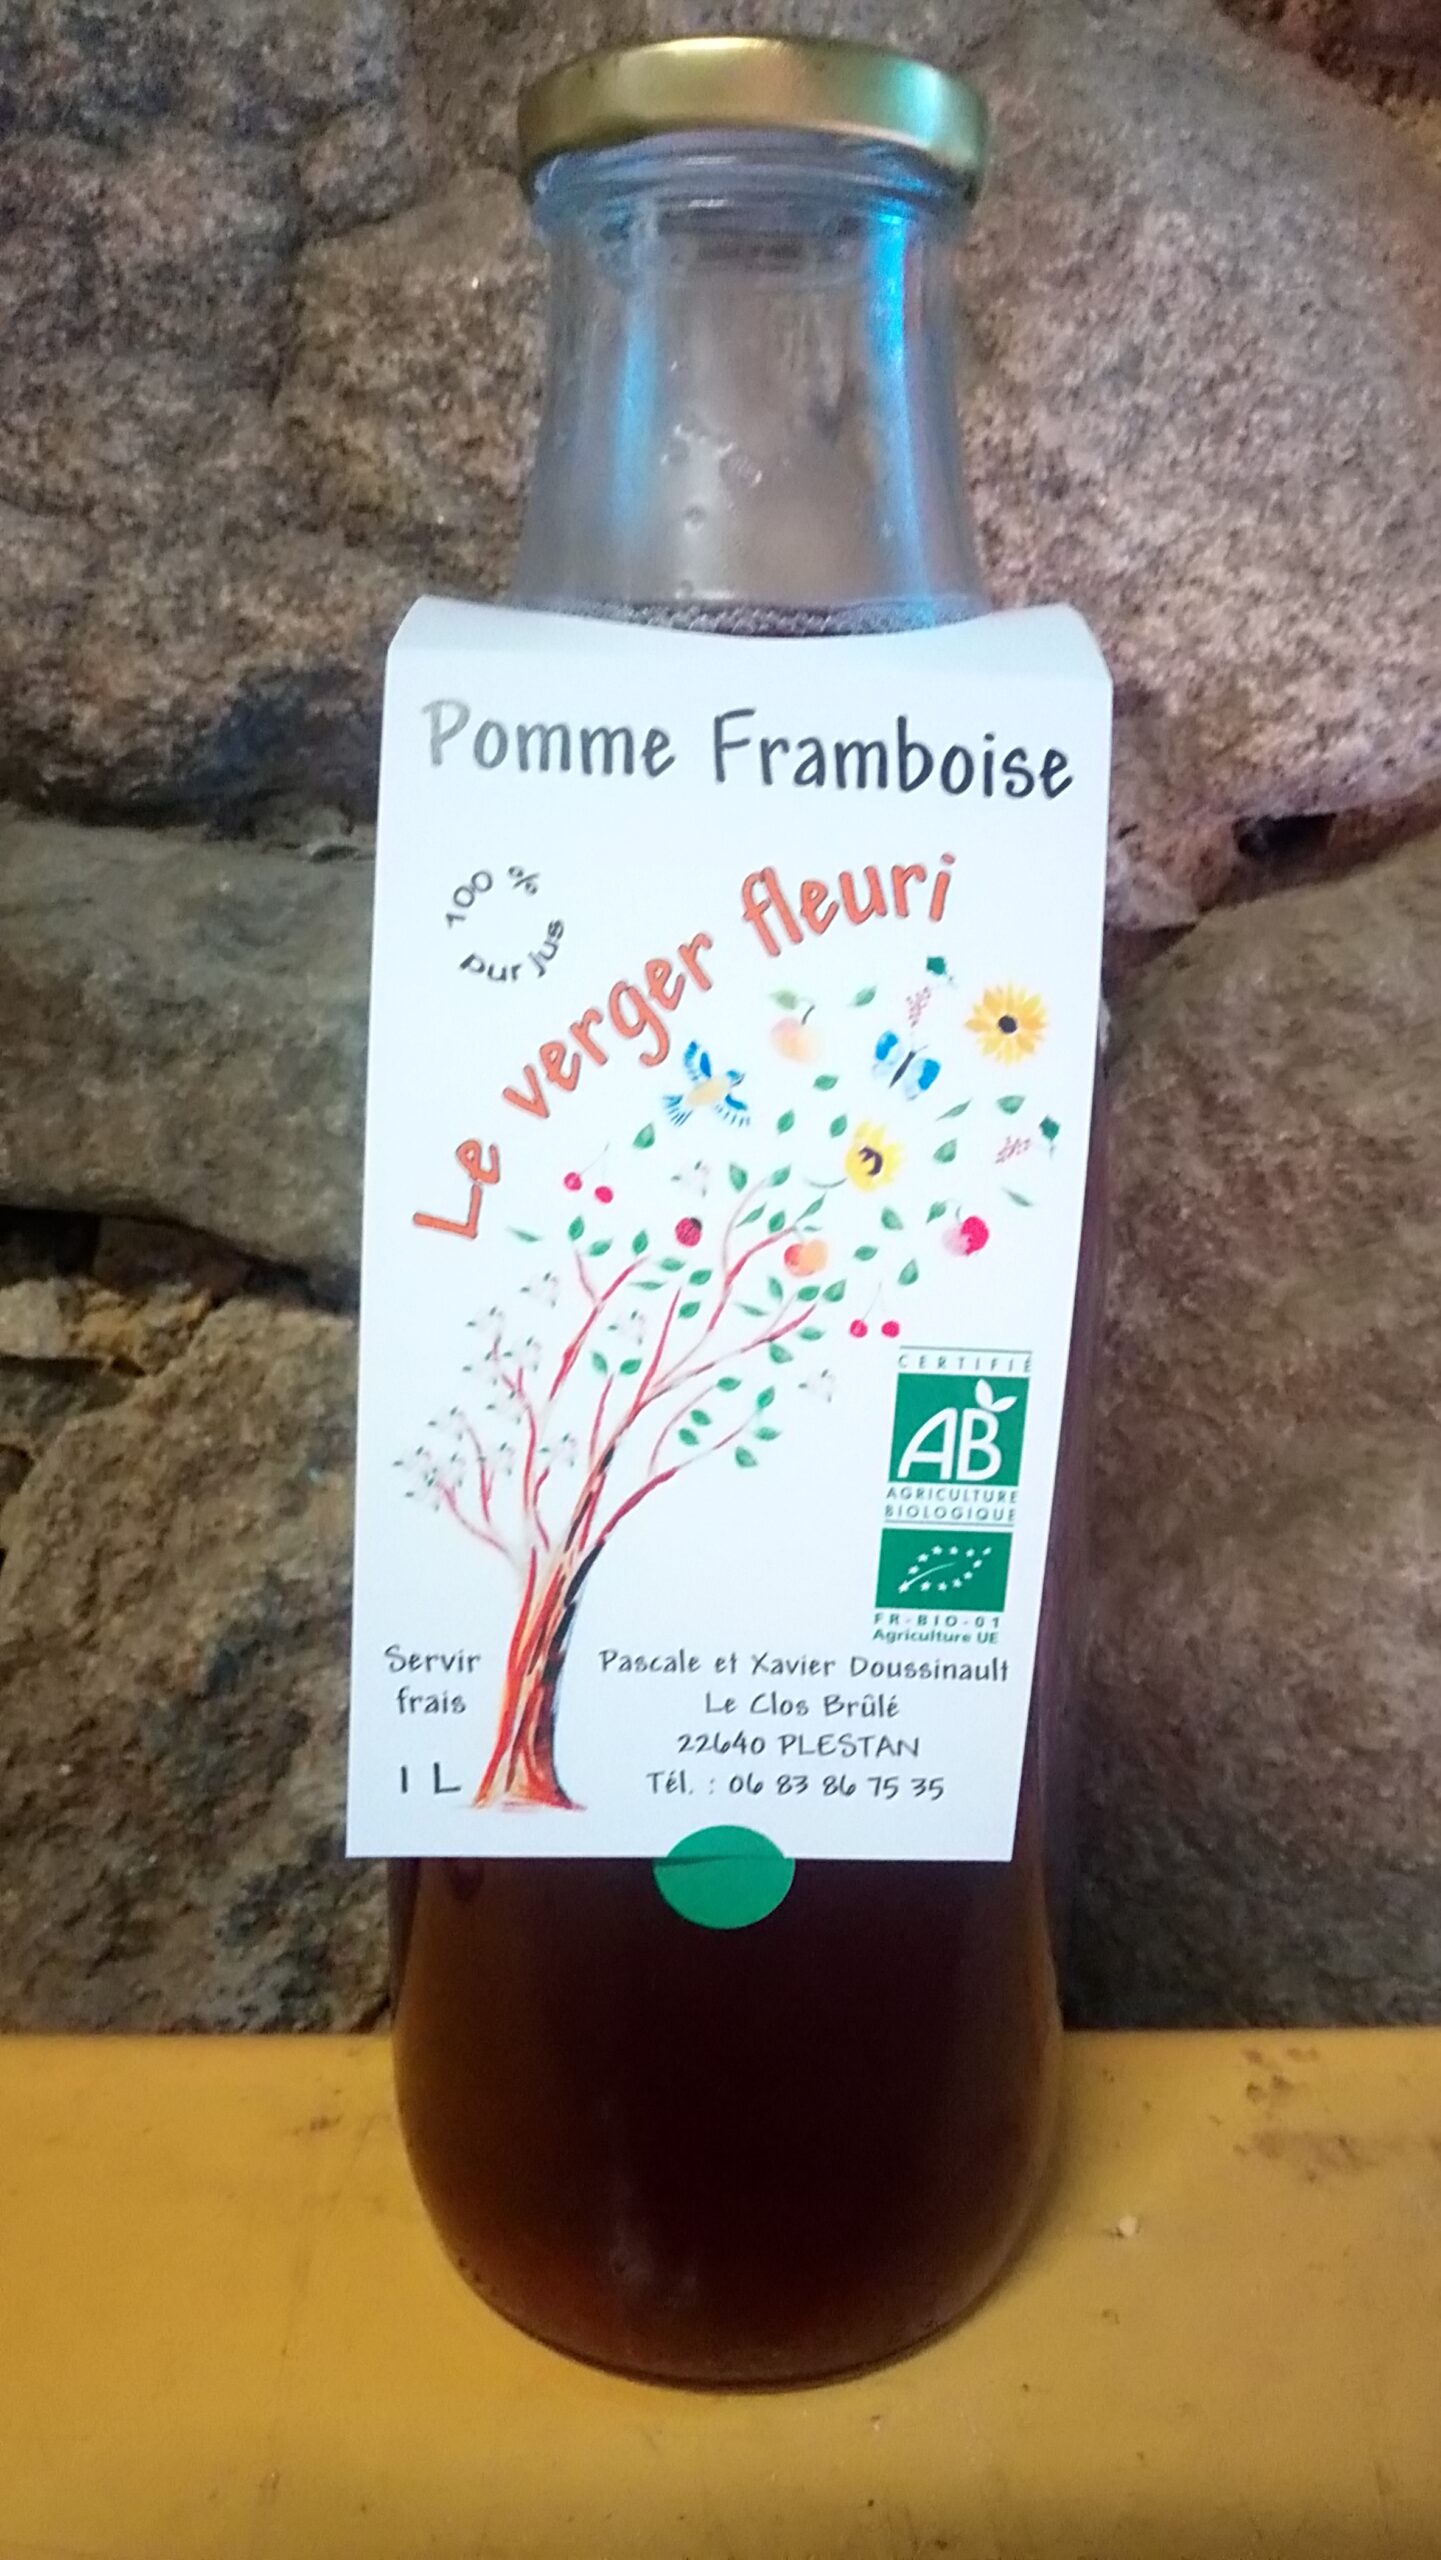 Pomme Framboise
100 %
pur jus
Le verger fleuri
CERTIFIÉ
AB
AGRICULTURE
BIOLOGIQUE
FR-BIO-01
Agriculture UE
Servir
frais
1 L
Pascale et Xavier Doussinault
Le Clos Brûlé
22640 PLESTAN
Tél. : 06 83 86 75 35